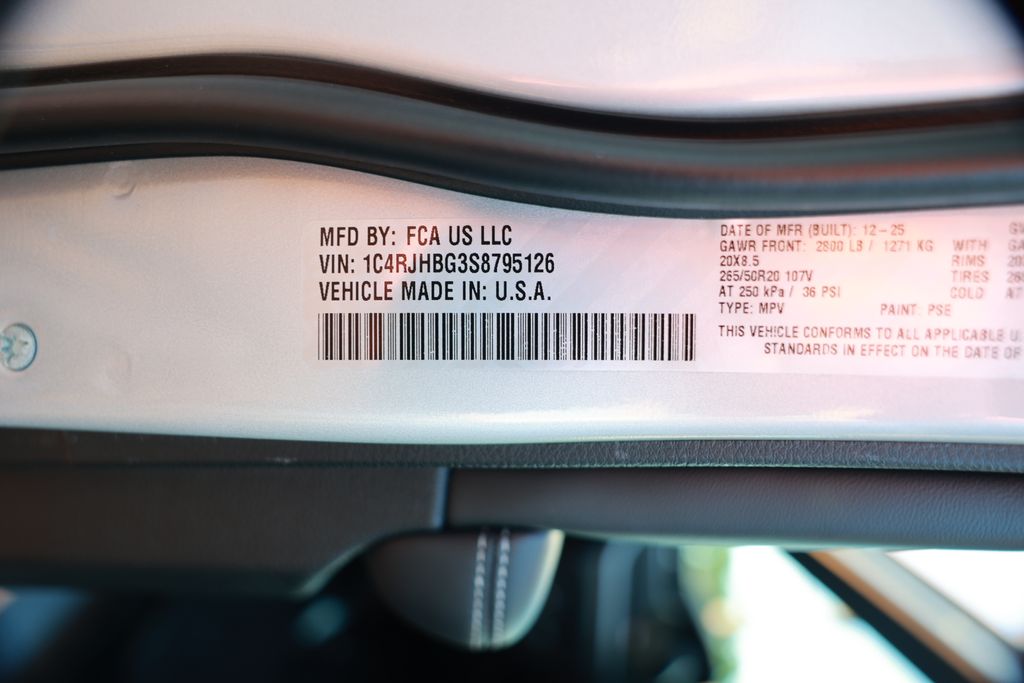 MFD BY: FCA US LLC
VIN: 1C4RJHBG3S8795126
VEHICLE MADE IN: U.S.A.
DATE OF MFR (BUILT): 12-25
GAWR FRONT: 2800 LB / 1271 KG WITH
20X8.5 RIMS
265/50R20 107V TIRES
AT 250 kPa / 36 PSI COLD
TYPE: MPV PAINT: PSE
THIS VEHICLE CONFORMS TO ALL APPLICABLE
STANDARDS IN EFFECT ON THE DATE OF